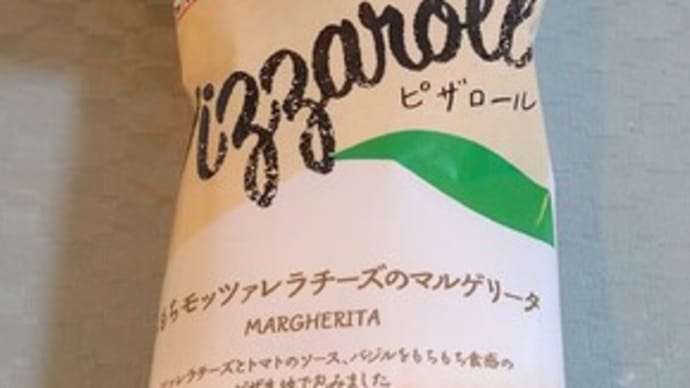 izzarole
ピザロール
もちモッツァレラチーズのマルゲリータ
MARGHERITA
ァレラチーズとトマトのソース、バジルをもちもち食感の
ピザ生地で包みました